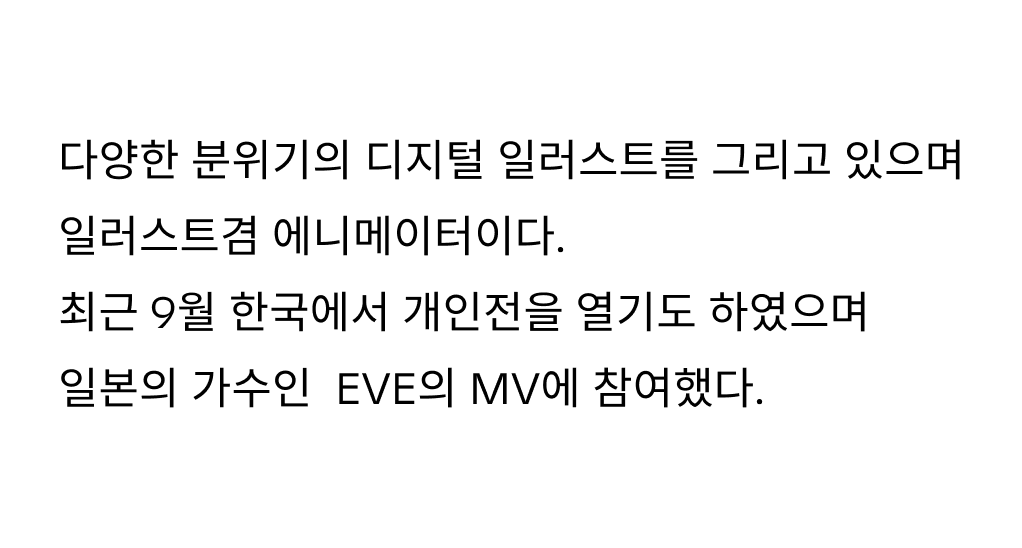 다양한 분위기의 디지털 일러스트를 그리고 있으며
일러스트겸 에니메이터이다.
최근 9월 한국에서 개인전을 열기도 하였으며
일본의 가수인  EVE의 MV에 참여했다.